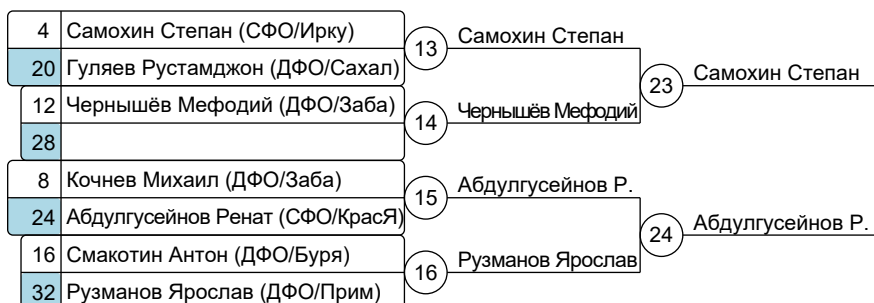 4 Самохин Степан (СФО/Ирку)
13 Самохин Степан
20 Гуляев Рустамджон (ДФО/Сахал)
23 Самохин Степан
12 Чернышёв Мефодий (ДФО/Заба)
14 Чернышёв Мефодий
28
8 Кочнев Михаил (ДФО/Заба)
15 Абдулгусейнов Р.
24 Абдулгусейнов Ренат (СФО/КрасЯ)
24 Абдулгусейнов Р.
16 Смакотин Антон (ДФО/Буря)
16 Рузманов Ярослав
32 Рузманов Ярослав (ДФО/Прим)